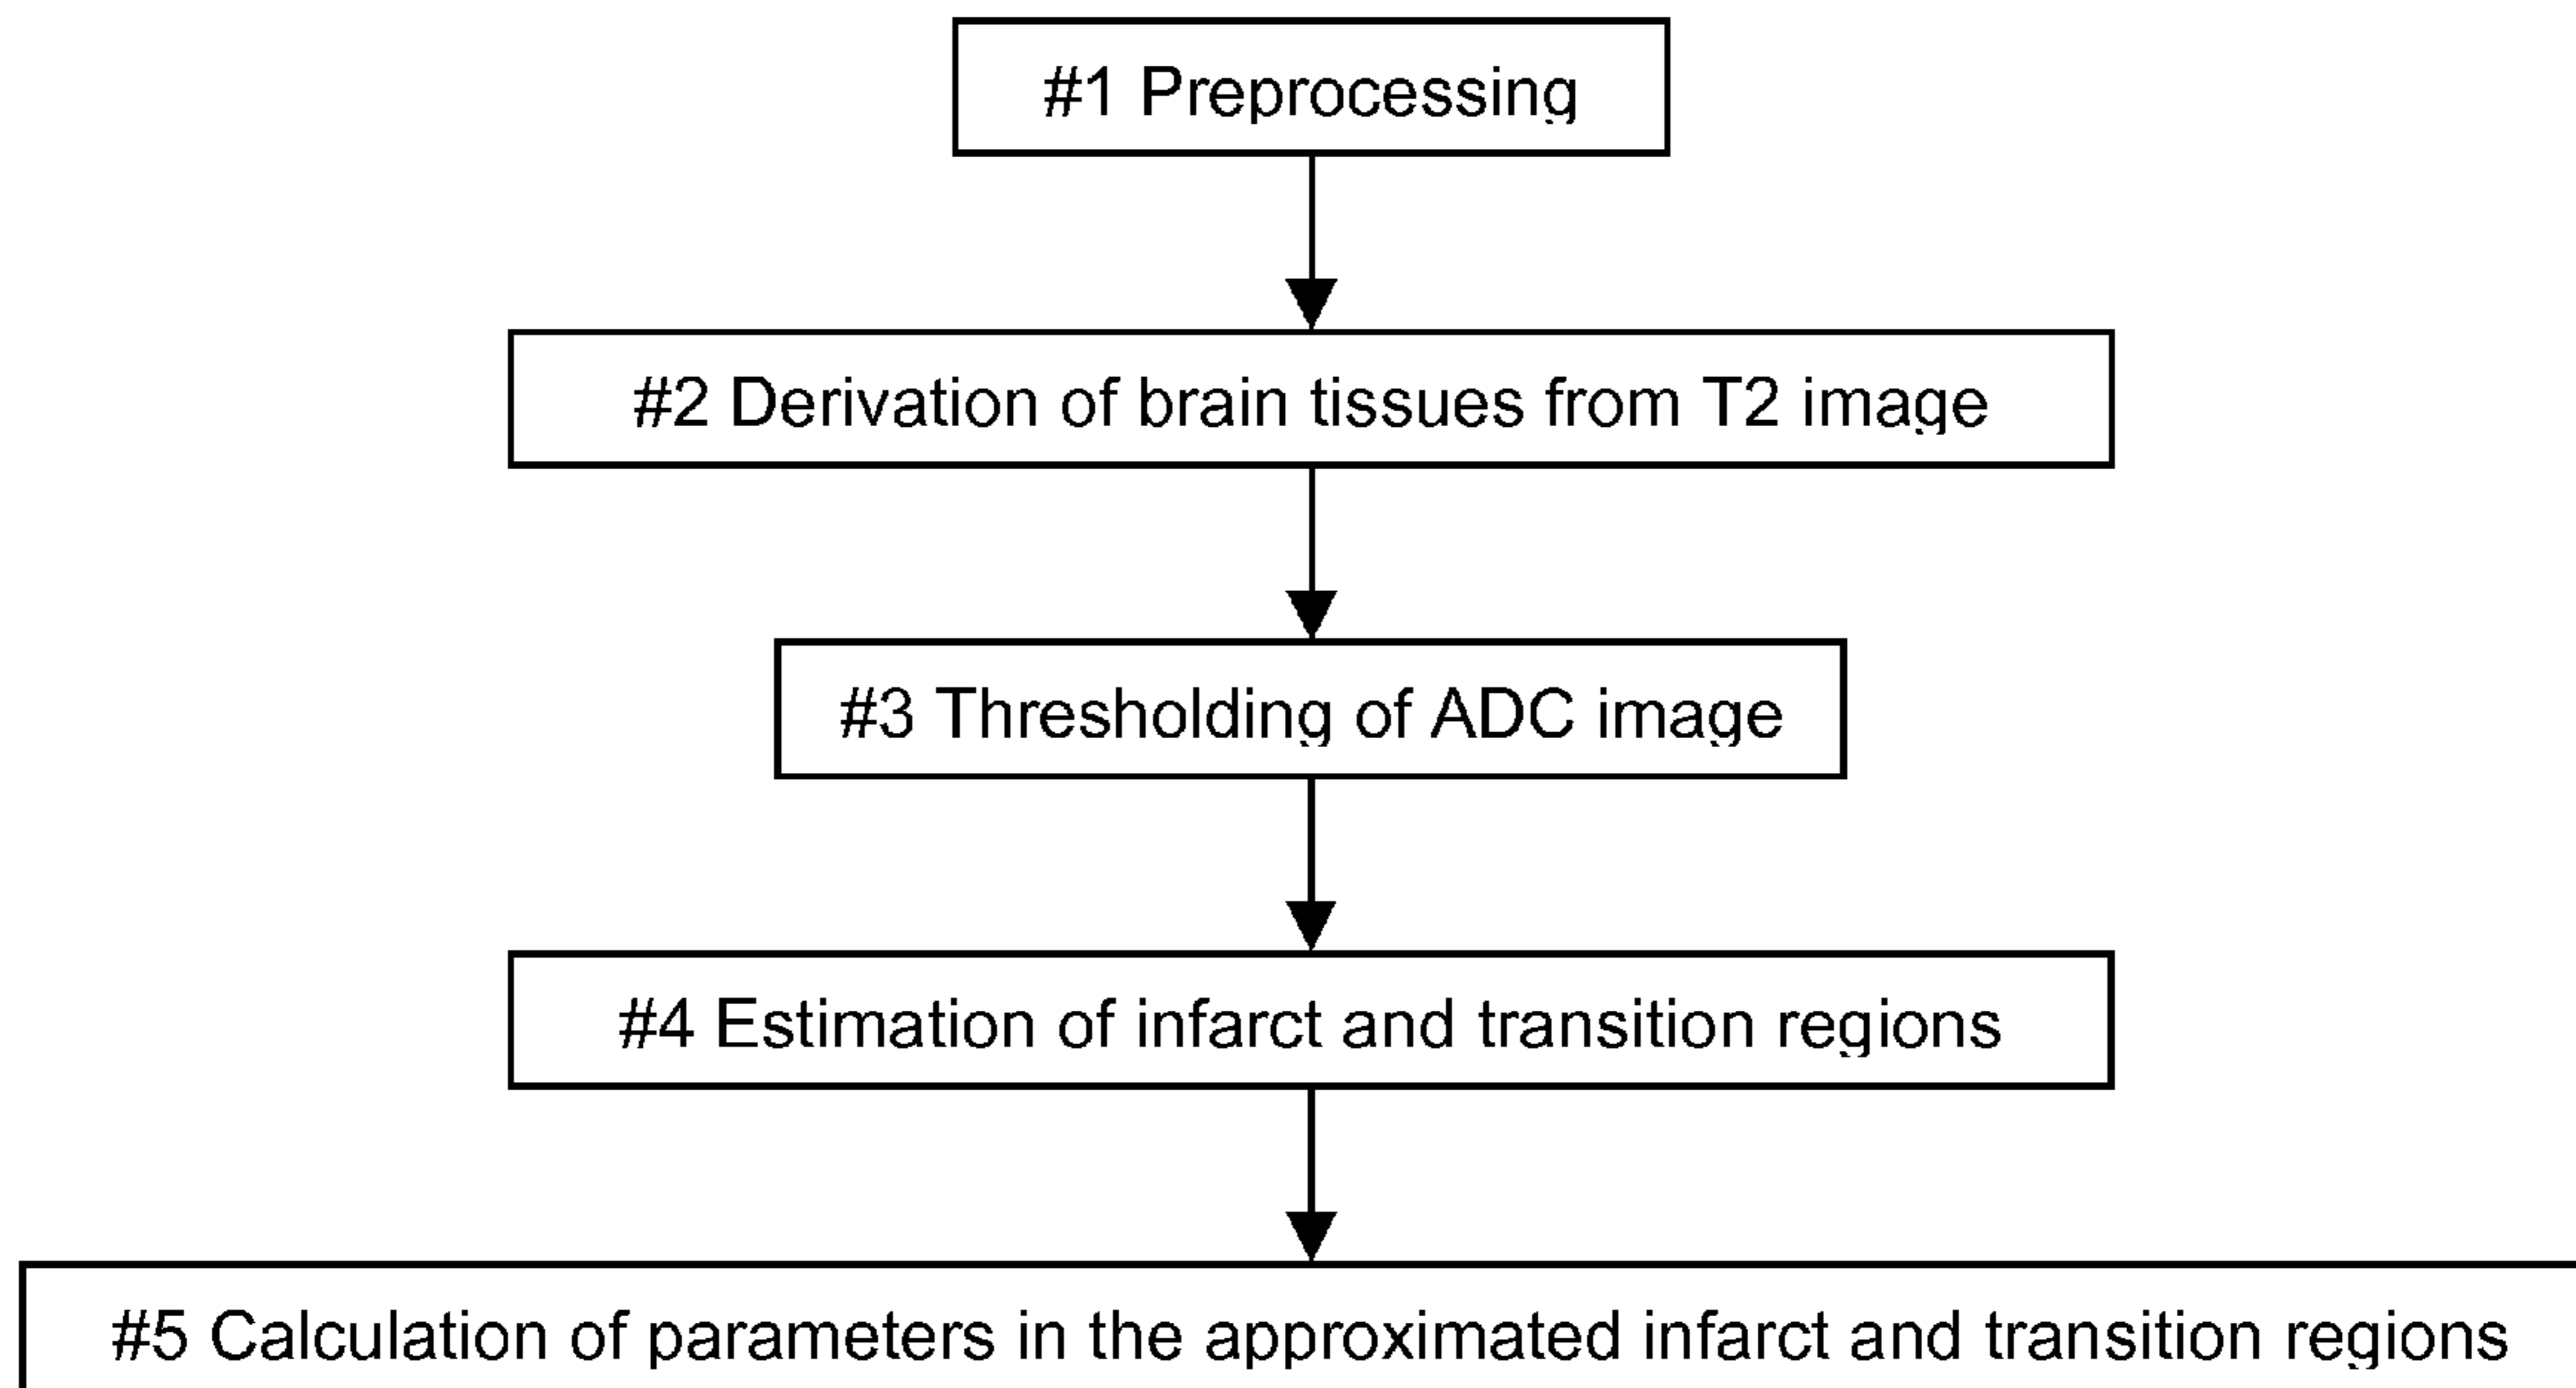 #1 Preprocessing
#2 Derivation of brain tissues from T2 image
#3 Thresholding of ADC image
#4 Estimation of infarct and transition regions
#5 Calculation of parameters in the approximated infarct and transition regions